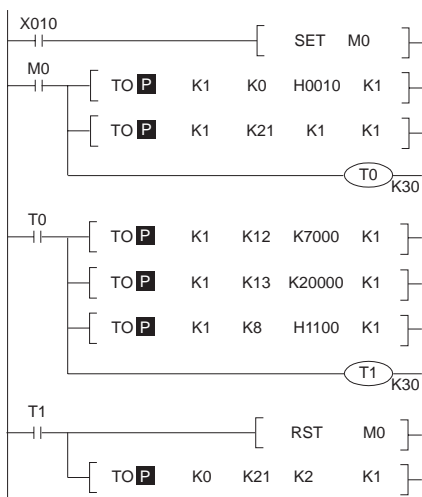 X010
SET M0
M0
TO P K1 K0 H0010 K1
TO P K1 K21 K1 K1
T0
K30
T0
TO P K1 K12 K7000 K1
TO P K1 K13 K20000 K1
TO P K1 K8 H1100 K1
T1
K30
T1
RST M0
TO P K0 K21 K2 K1